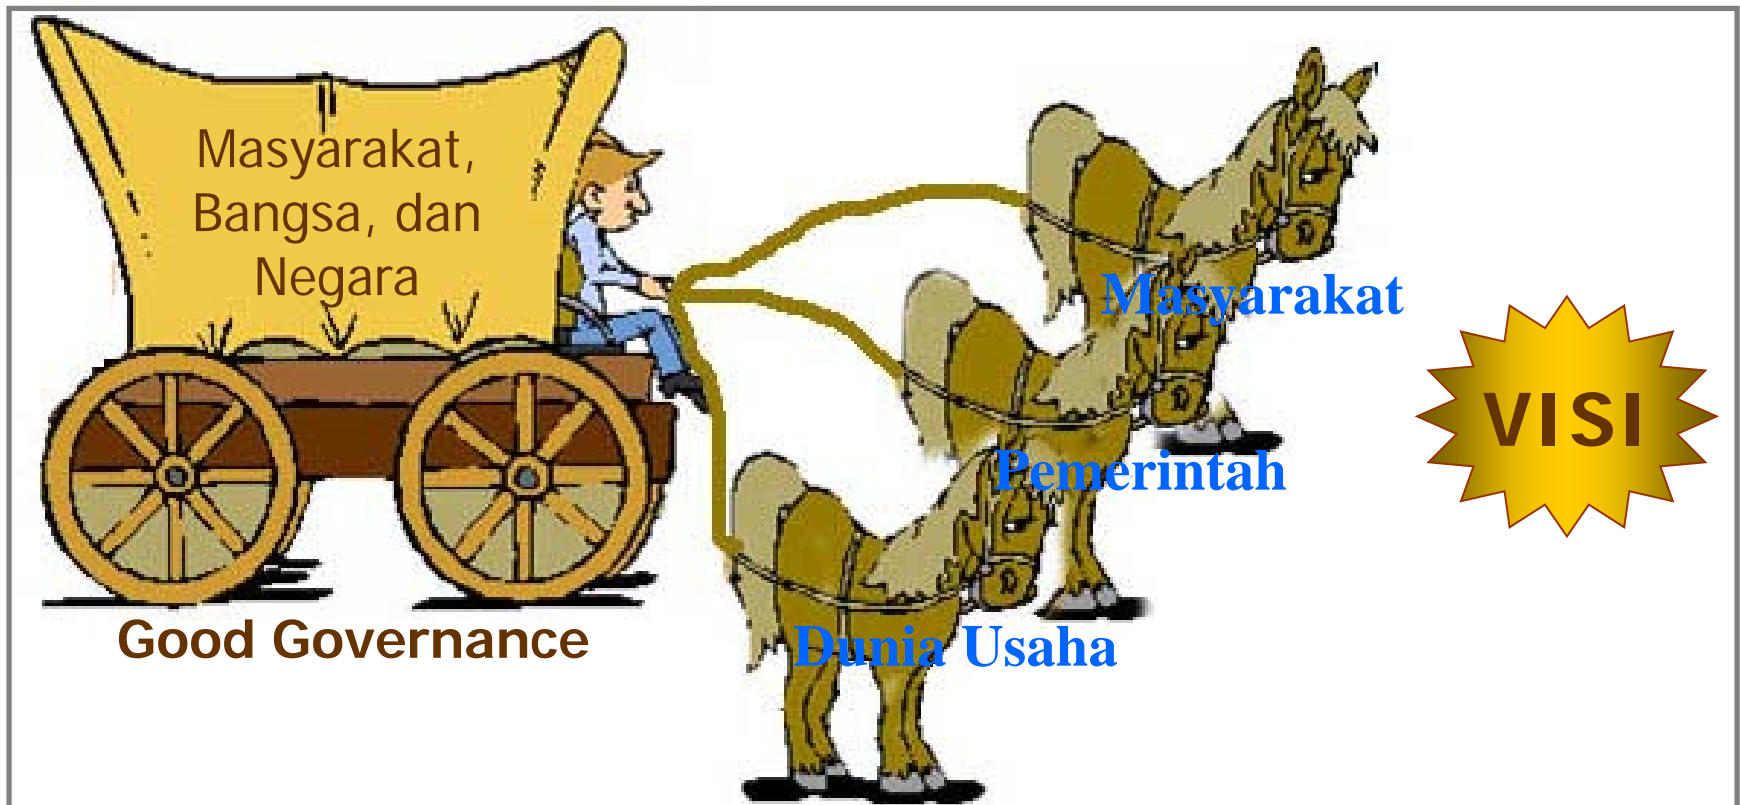 Masyarakat,
Bangsa, dan
Negara
Masyarakat
VISI
Pemerintah
Good Governance
Dunia Usaha